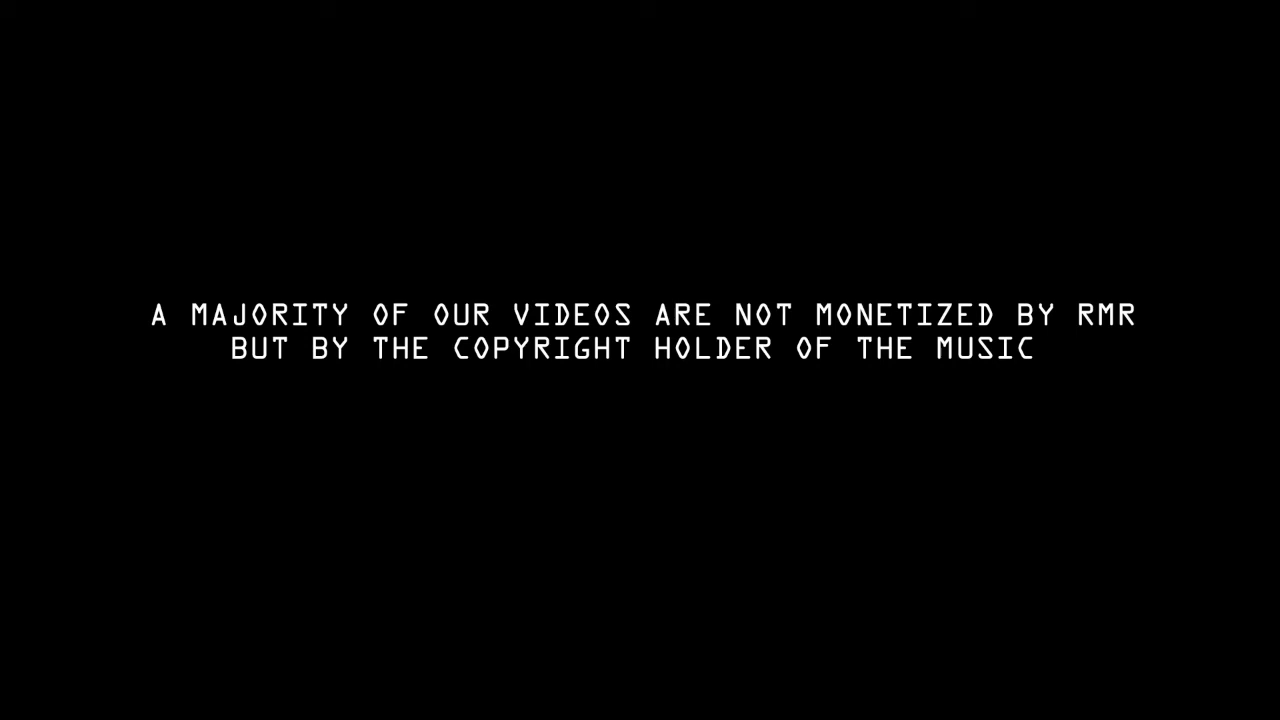 A MAJORITY OF OUR VIDEOS ARE NOT MONETIZED BY RMR
BUT BY THE COPYRIGHT HOLDER OF THE MUSIC